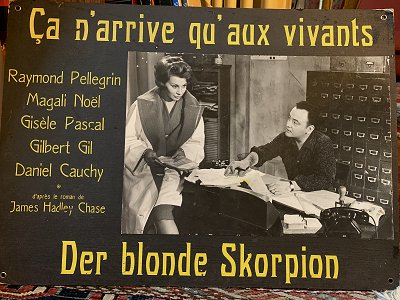 Ça n'arrive qu'aux vivants
Raymond Pellegrin
Magali Noël
Gisèle Pascal
Gilbert Gil
Daniel Cauchy
*
d'après le roman de
James Hadley Chase
Der blonde Skorpion